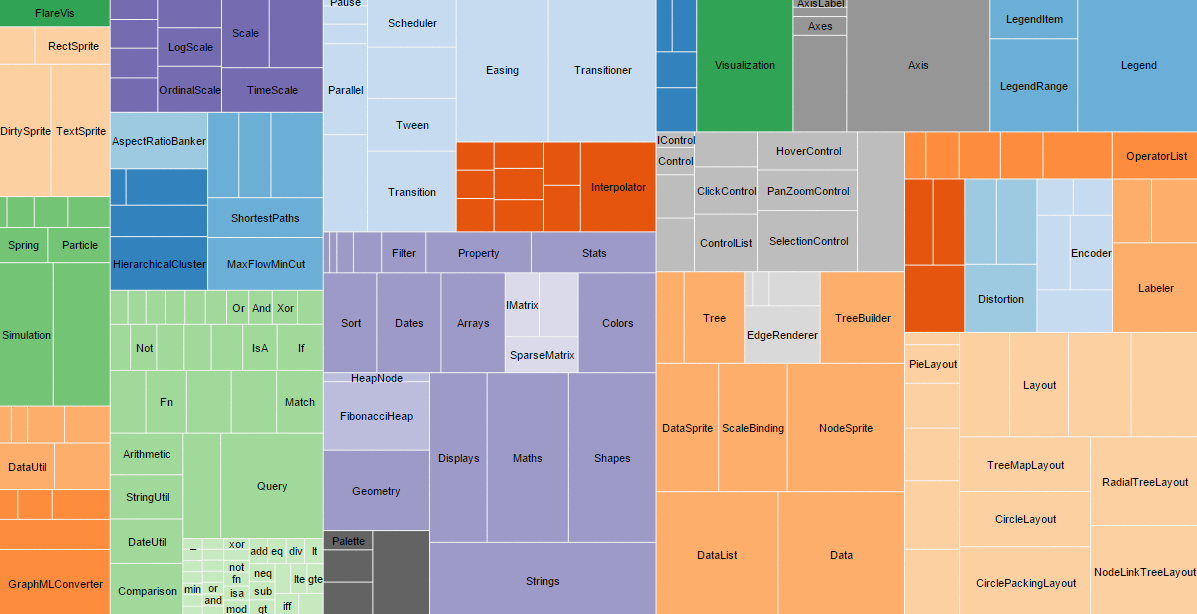 FlareVis
RectSprite
DirtySprite
TextSprite
Spring
Particle
Simulation
DataUtil
GraphMLConverter
Scale
LogScale
OrdinalScale
TimeScale
AspectRatioBanker
ShortestPaths
HierarchicalCluster
MaxFlowMinCut
Or
And
Xor
Not
IsA
If
Fn
Match
Arithmetic
StringUtil
Query
DateUtil
Comparison
–
xor
add
eq
div
lt
not
fn
neq
lte
gte
min
or
isa
sub
and
mod
gt
iff
Pause
Scheduler
Parallel
Easing
Transitioner
Tween
Transition
Interpolator
Filter
Property
Stats
Sort
Dates
Arrays
IMatrix
SparseMatrix
Colors
HeapNode
FibonacciHeap
Geometry
Displays
Maths
Shapes
Palette
Strings
Visualization
AxisLabel
Axes
Axis
LegendItem
LegendRange
Legend
IControl
Control
HoverControl
ClickControl
PanZoomControl
ControlList
SelectionControl
OperatorList
Encoder
Distortion
Labeler
Tree
EdgeRenderer
TreeBuilder
DataSprite
ScaleBinding
NodeSprite
DataList
Data
PieLayout
Layout
TreeMapLayout
RadialTreeLayout
CircleLayout
CirclePackingLayout
NodeLinkTreeLayout